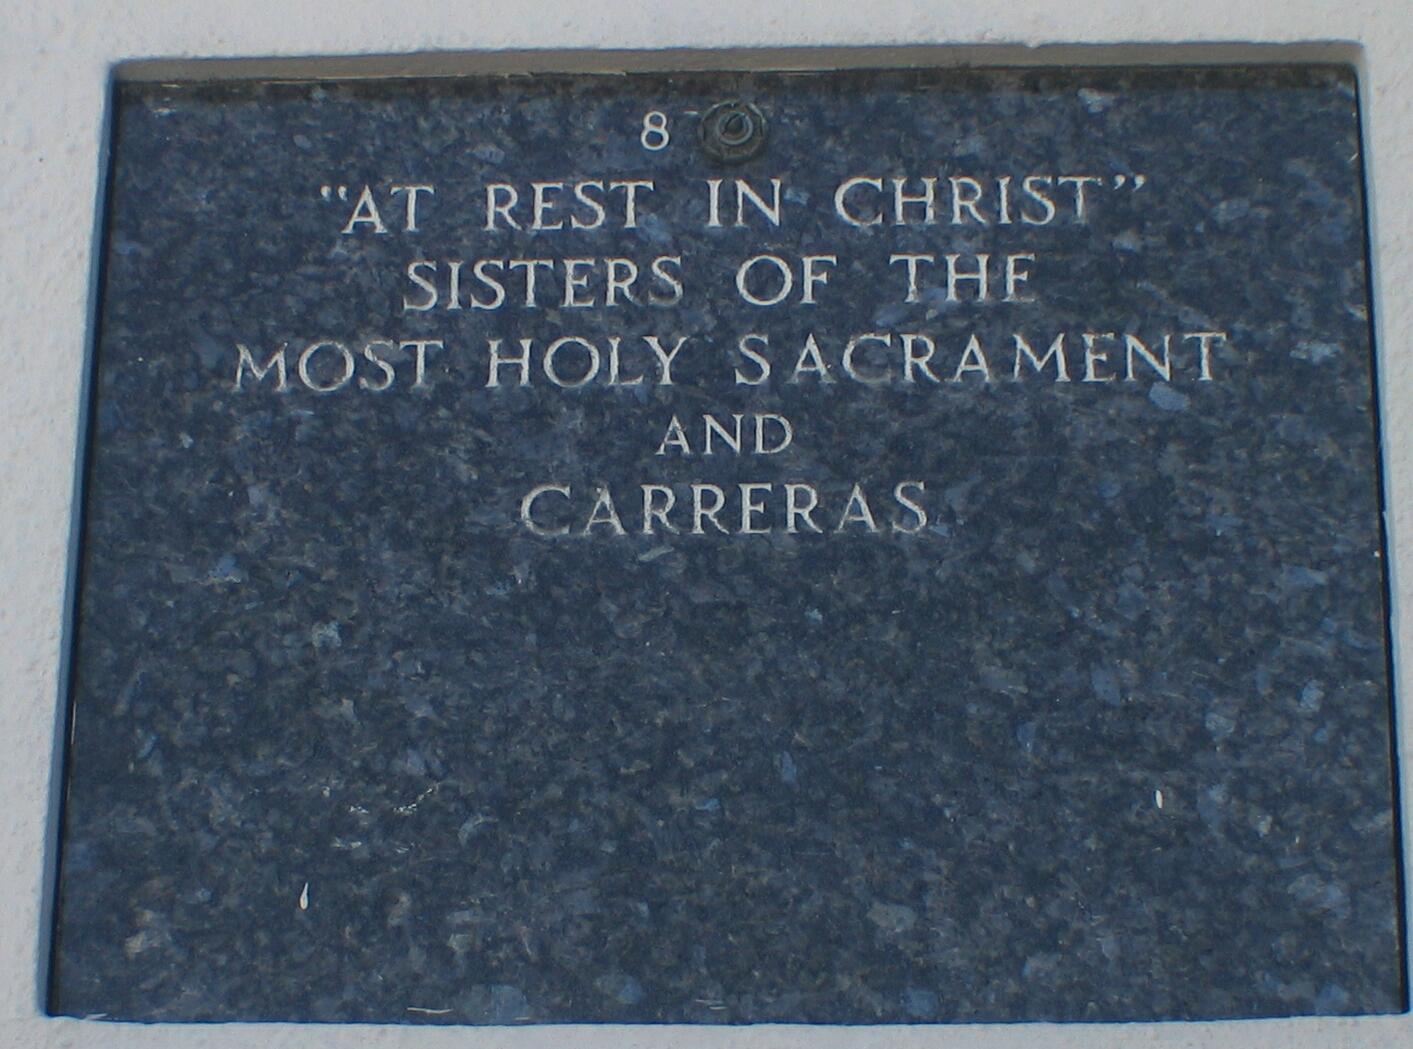 8
“AT REST IN CHRIST”
SISTERS OF THE
MOST HOLY SACRAMENT
AND
CARRERAS